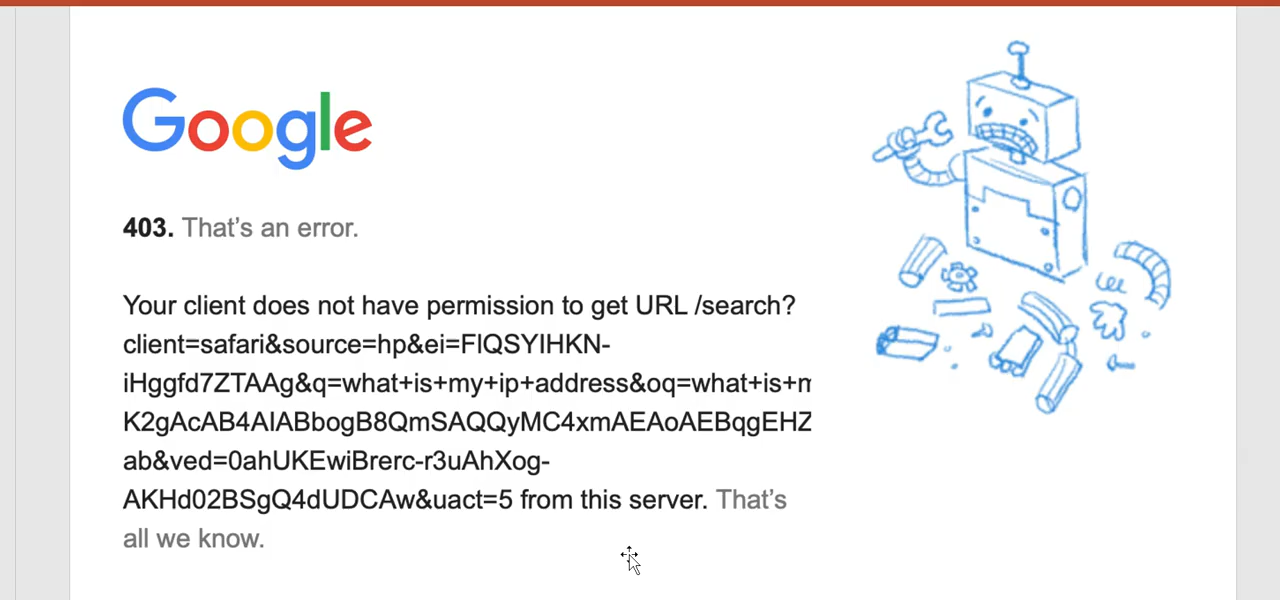 Google
403. That's an error.
Your client does not have permission to get URL /search?
client=safari&source=hp&ei=FIQSYIHKN-
iHggfd7ZTAAg&q=what+is+my+ip+address&oq=what+is+m
K2gAcAB4AIABbogB8QmSAQQyMC4xmAEAoAEBqgEHZ
ab&ved=0ahUKEwiBrerc-r3uAhXog-
AKHd02BSgQ4dUDCAw&uact=5 from this server. That's
all we know.